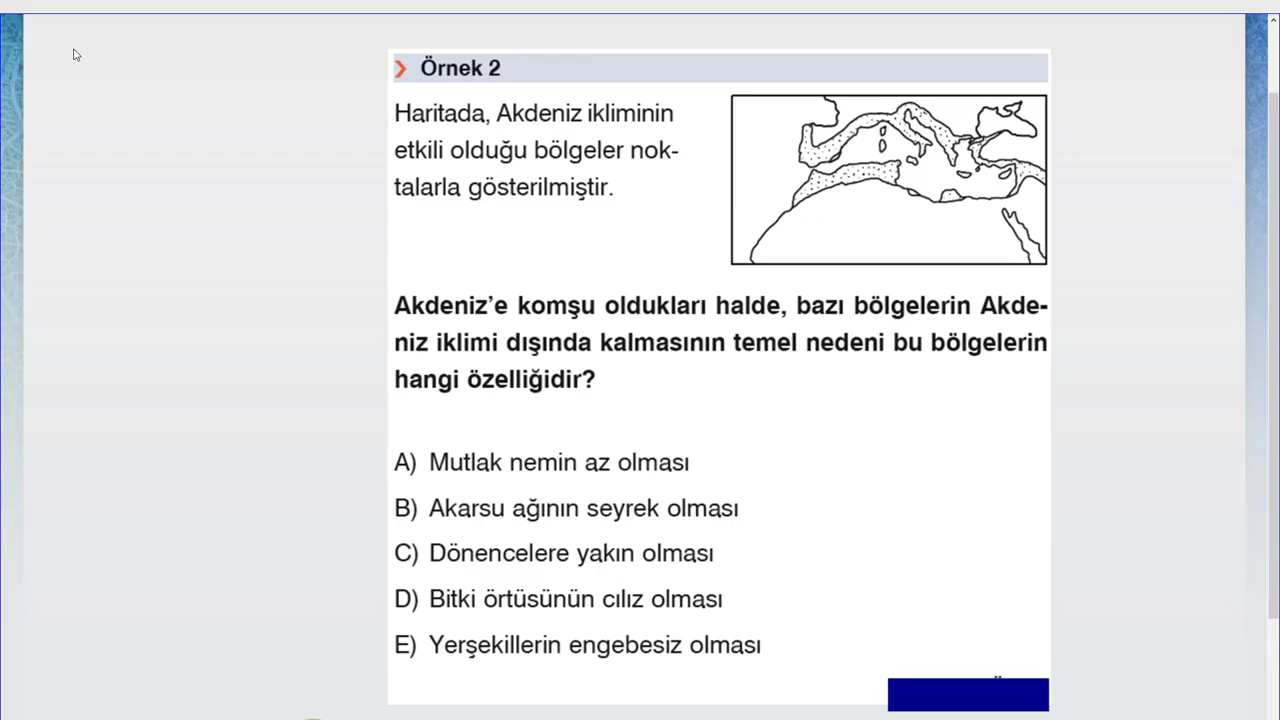 Örnek 2
Haritada, Akdeniz ikliminin
etkili olduğu bölgeler nok-
talarla gösterilmiştir.
Akdeniz'e komşu oldukları halde, bazı bölgelerin Akde-
niz iklimi dışında kalmasının temel nedeni bu bölgelerin
hangi özelliğidir?
A) Mutlak nemin az olması
B) Akarsu ağının seyrek olması
C) Dönencelere yakın olması
D) Bitki örtüsünün cılız olması
E) Yerşekillerin engebesiz olması